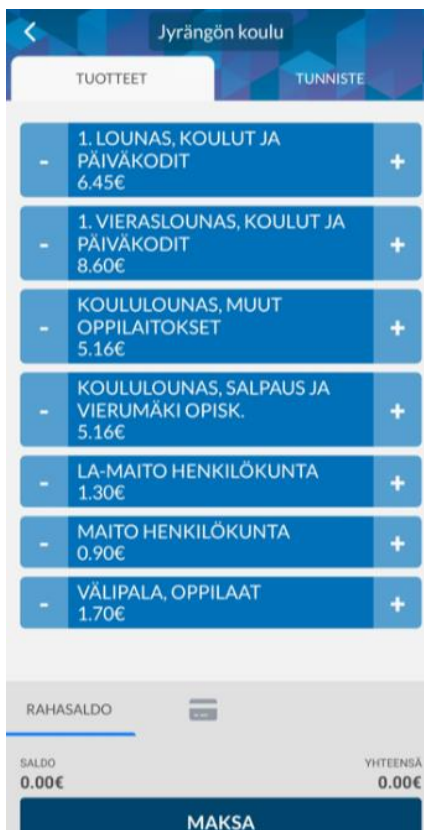 Jyrängön koulu
TUOTTEET
TUNNISTE
-
1. LOUNAS, KOULUT JA
PÄIVÄKODIT
6.45€
+
-
1. VIERASLOUNAS, KOULUT JA
PÄIVÄKODIT
8.60€
+
-
KOULULOUNAS, MUUT
OPPILAITOKSET
5.16€
+
-
KOULULOUNAS, SALPAUS JA
VIERUMÄKI OPISK.
5.16€
+
-
LA-MAITO HENKILÖKUNTA
1.30€
+
-
MAITO HENKILÖKUNTA
0.90€
+
-
VÄLIPALA, OPPILAAT
1.70€
+
RAHASALDO
SALDO
0.00€
YHTEENSÄ
0.00€
MAKSA